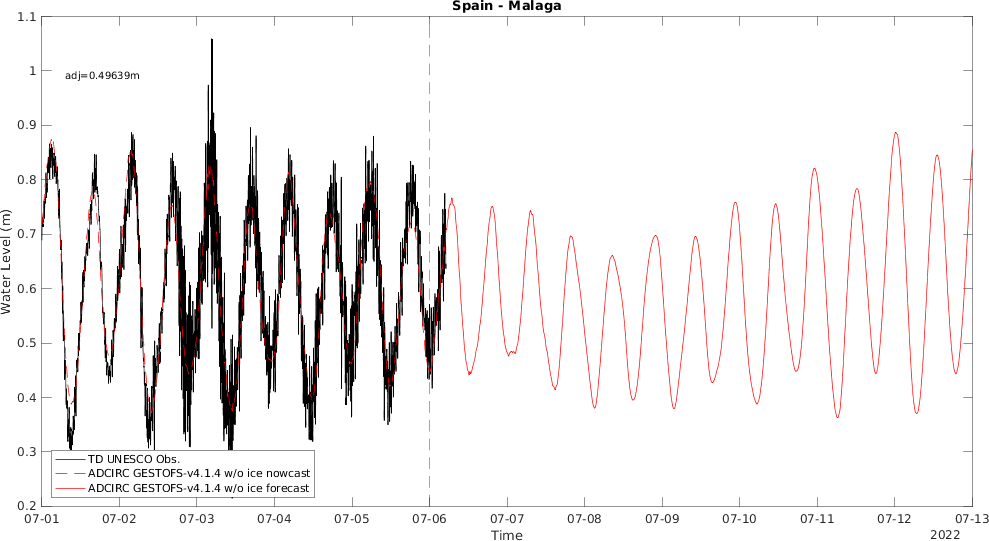 Spain - Malaga
1.1
1
0.9
0.8
0.7
0.6
0.5
0.4
0.3
0.2
Water Level (m)
adj=0.49639m
TD UNESCO Obs.
ADCIRC GESTOFS-v4.1.4 w/o ice nowcast
ADCIRC GESTOFS-v4.1.4 w/o ice forecast
07-01 07-02 07-03 07-04 07-05 07-06 07-07 07-08 07-09 07-10 07-11 07-12 07-13
Time
2022